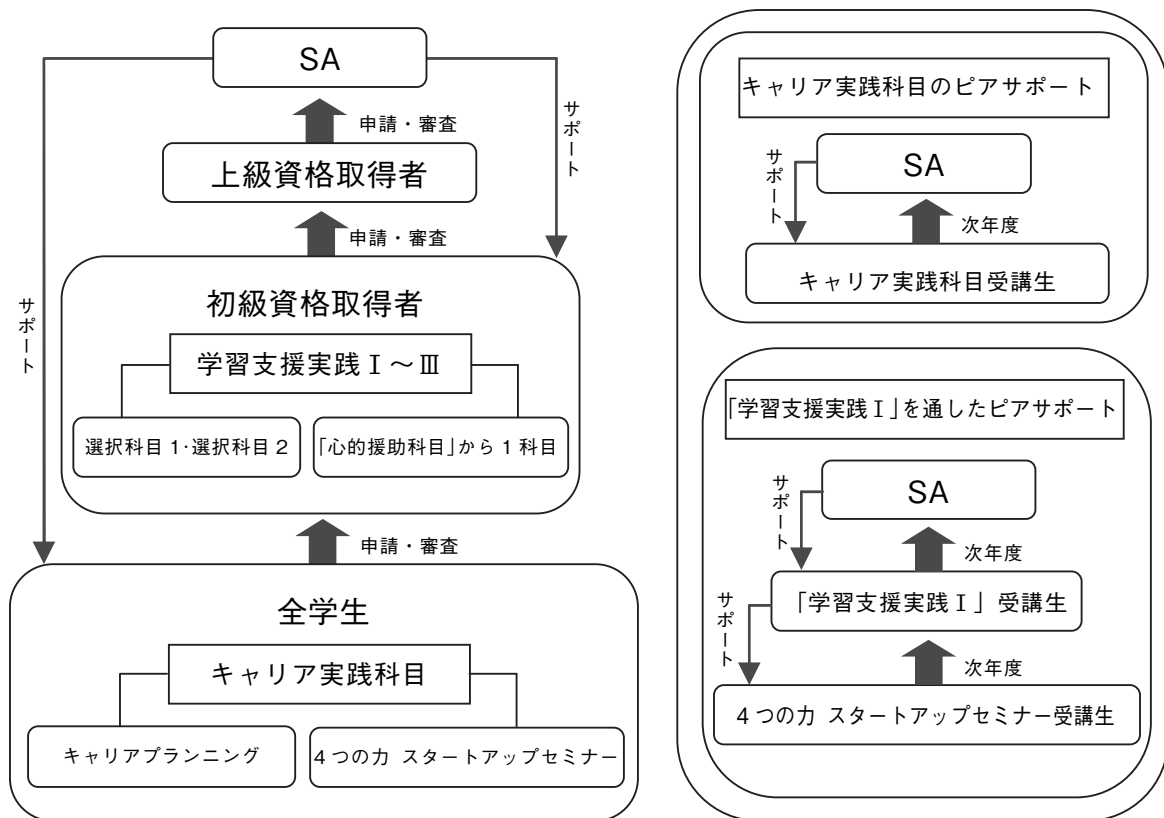 SA
申請・審査
上級資格取得者
申請・審査
サポート
サポート
初級資格取得者
学習支援実践Ⅰ～Ⅲ
選択科目1・選択科目2
「心的援助科目」から1科目
申請・審査
全学生
キャリア実践科目
キャリアプランニング
4つの力 スタートアップセミナー
キャリア実践科目のピアサポート
SA
サポート
次年度
キャリア実践科目受講生
「学習支援実践Ⅰ」を通したピアサポート
SA
サポート
次年度
「学習支援実践Ⅰ」受講生
サポート
次年度
4つの力 スタートアップセミナー受講生